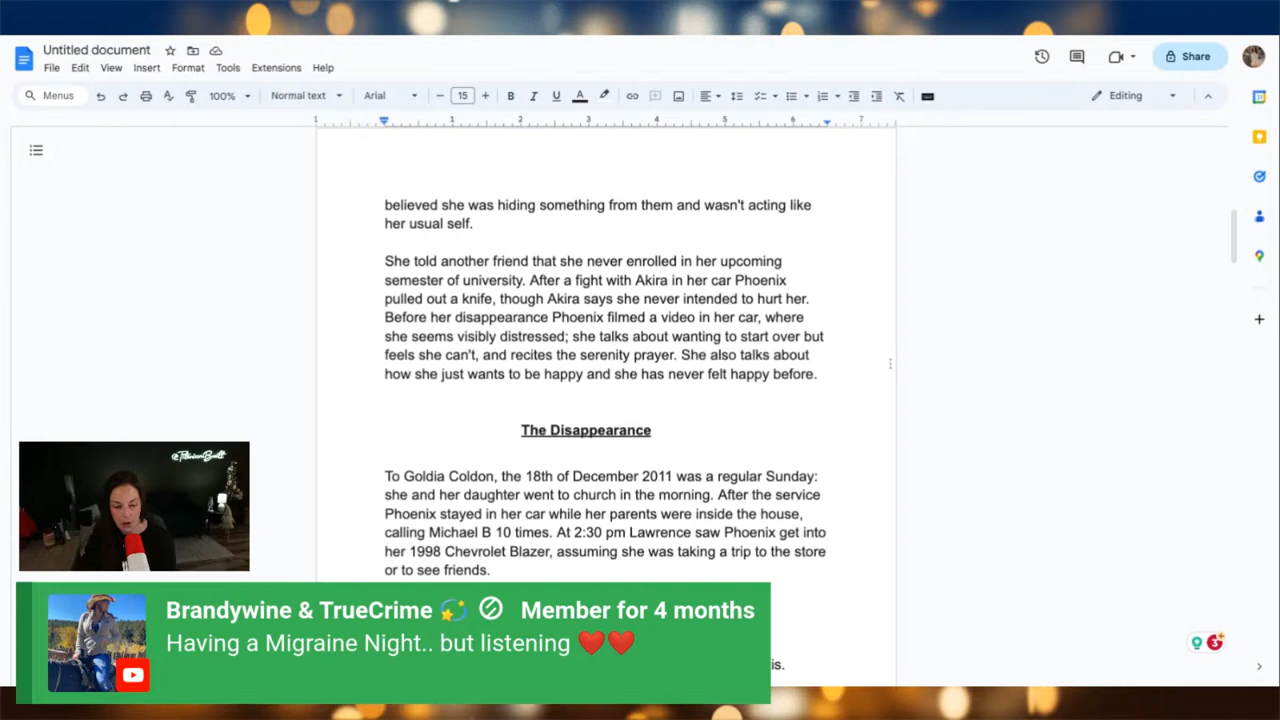 Untitled document
File Edit View Insert Format Tools Extensions Help
Share
Menus 100% Normal text Arial 15 B I U A Editing
1 1 2 3 4 5 6 7
believed she was hiding something from them and wasn't acting like
her usual self.
She told another friend that she never enrolled in her upcoming
semester of university. After a fight with Akira in her car Phoenix
pulled out a knife, though Akira says she never intended to hurt her.
Before her disappearance Phoenix filmed a video in her car, where
she seems visibly distressed; she talks about wanting to start over but
feels she can't, and recites the serenity prayer. She also talks about
how she just wants to be happy and she has never felt happy before.
The Disappearance
To Goldia Coldon, the 18th of December 2011 was a regular Sunday:
she and her daughter went to church in the morning. After the service
Phoenix stayed in her car while her parents were inside the house,
calling Michael B 10 times. At 2:30 pm Lawrence saw Phoenix get into
her 1998 Chevrolet Blazer, assuming she was taking a trip to the store
or to see friends.
is.
Brandywine & TrueCrime 💫 Member for 4 months
Having a Migraine Night.. but listening ❤️❤️
3